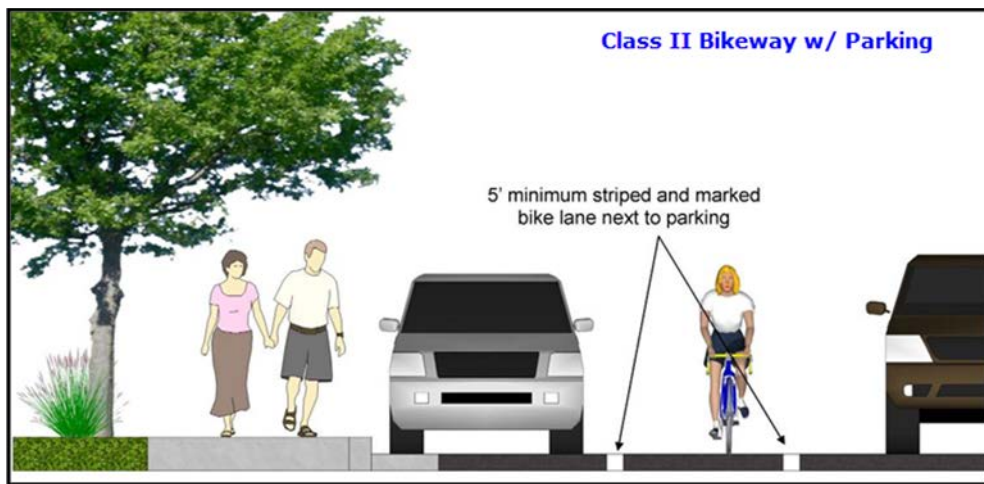 Class II Bikeway w/ Parking
5' minimum striped and marked
bike lane next to parking